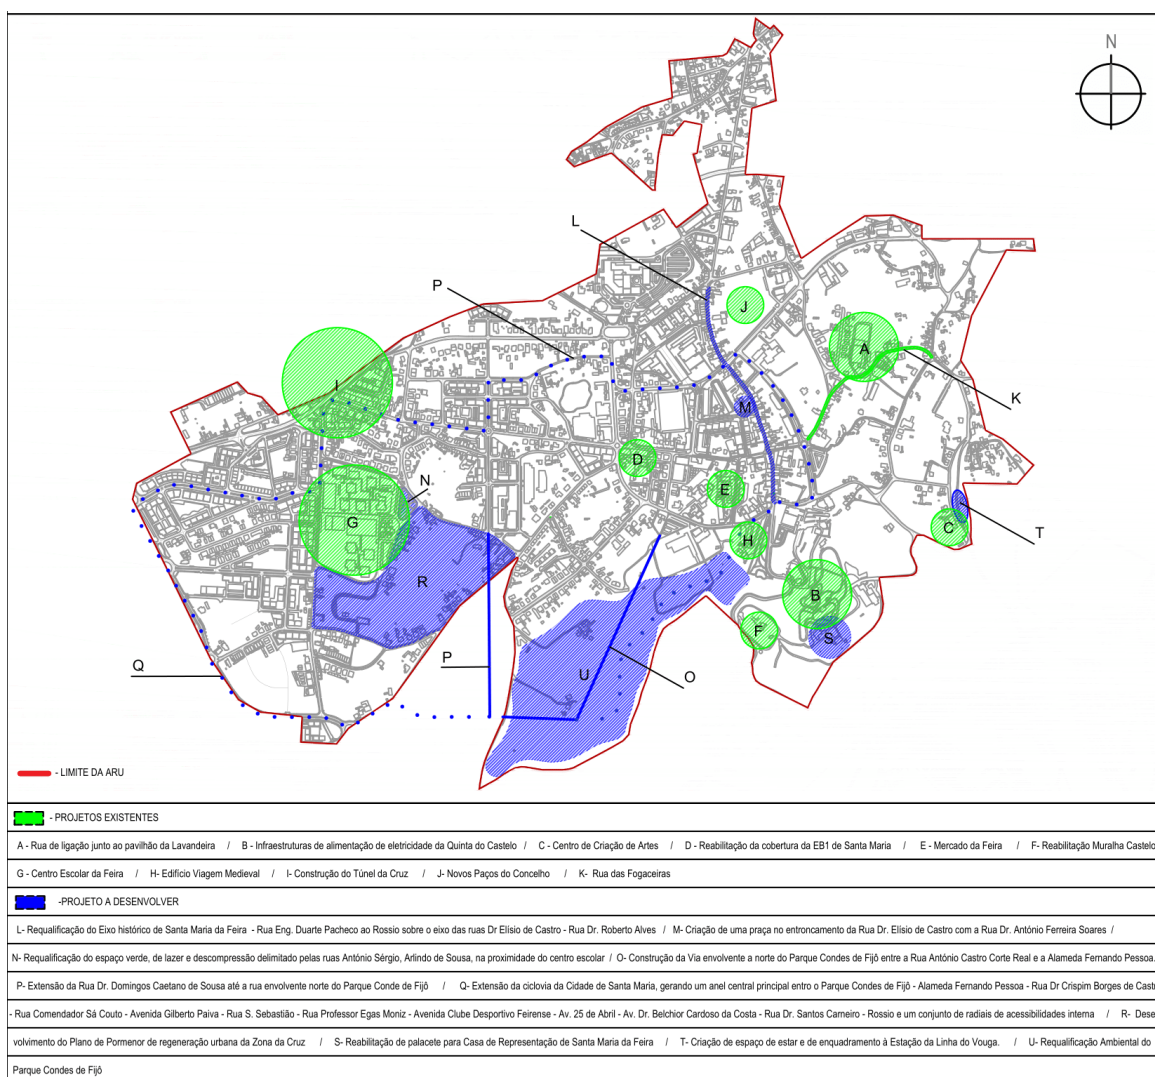 N
L
P
J
A
K
I
M
D
E
N
G
C
T
H
R
B
F
S
Q
P
U
O
- LIMITE DA ARU
- PROJETOS EXISTENTES
A - Rua de ligação junto ao pavilhão da Lavandeira / B - Infraestruturas de alimentação de eletricidade da Quinta do Castelo / C - Centro de Criação de Artes / D - Reabilitação da cobertura da EB1 de Santa Maria / E - Mercado da Feira / F- Reabilitação Muralha Castelo
G - Centro Escolar da Feira / H- Edifício Viagem Medieval / I- Construção do Túnel da Cruz / J- Novos Paços do Concelho / K- Rua das Fogaceiras
-PROJETO A DESENVOLVER
L- Requalificação do Eixo histórico de Santa Maria da Feira - Rua Eng. Duarte Pacheco ao Rossio sobre o eixo das ruas Dr Elísio de Castro - Rua Dr. Roberto Alves / M- Criação de uma praça no entroncamento da Rua Dr. Elísio de Castro com a Rua Dr. António Ferreira Soares /
N- Requalificação do espaço verde, de lazer e descompressão delimitado pelas ruas António Sérgio, Arlindo de Sousa, na proximidade do centro escolar / O- Construção da Via envolvente a norte do Parque Condes de Fijô entre a Rua António Castro Corte Real e a Alameda Fernando Pessoa.
P- Extensão da Rua Dr. Domingos Caetano de Sousa até a rua envolvente norte do Parque Conde de Fijô / Q- Extensão da ciclovia da Cidade de Santa Maria, gerando um anel central principal entro o Parque Condes de Fijô - Alameda Fernando Pessoa - Rua Dr Crispim Borges de Castr
- Rua Comendador Sá Couto - Avenida Gilberto Paiva - Rua S. Sebastião - Rua Professor Egas Moniz - Avenida Clube Desportivo Feirense - Av. 25 de Abril - Av. Dr. Belchior Cardoso da Costa - Rua Dr. Santos Carneiro - Rossio e um conjunto de radiais de acessibilidades interna / R- Dese
volvimento do Plano de Pormenor de regeneração urbana da Zona da Cruz / S- Reabilitação de palacete para Casa de Representação de Santa Maria da Feira / T- Criação de espaço de estar e de enquadramento à Estação da Linha do Vouga. / U- Requalificação Ambiental do
Parque Condes de Fijô